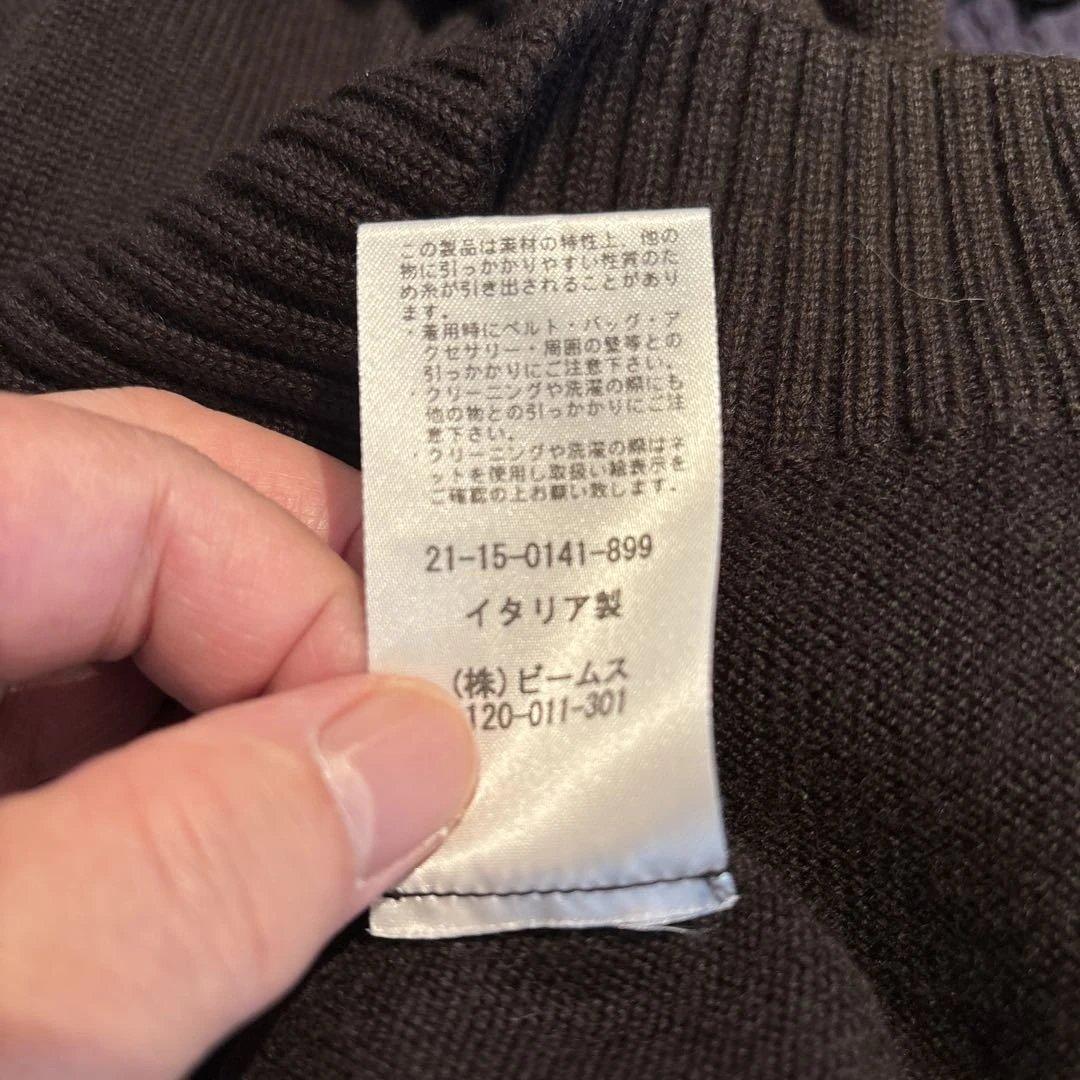 この製品は素材の特性上、他の
物に引っかかりやすい性質のた
め糸が引き出されることがあり
ます。
・着用時にベルト・バッグ・ア
クセサリー・周囲の壁等との
引っかかりにご注意下さい。
・クリーニングや洗濯の際にも
他の物との引っかかりにご注
意下さい。
・クリーニングや洗濯の際はネ
ットを使用し取扱い絵表示を
ご確認の上お願い致します。
21-15-0141-899
イタリア製
(株)ビームス
120-011-301